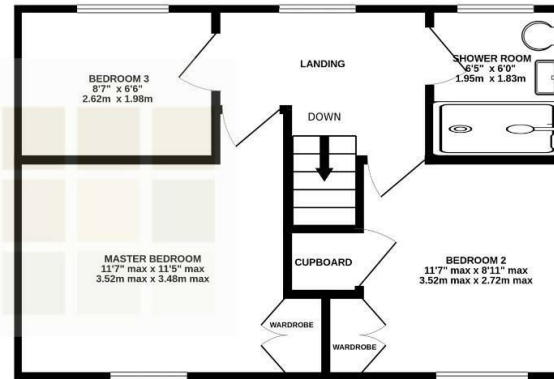 BEDROOM 3
8'7" x 6'6"
2.62m x 1.98m
LANDING
SHOWER ROOM
6'5" x 6'0"
1.95m x 1.83m
DOWN
MASTER BEDROOM
11'7" max x 11'5" max
3.52m max x 3.48m max
CUPBOARD
BEDROOM 2
11'7" max x 8'11" max
3.52m max x 2.72m max
WARDROBE
WARDROBE